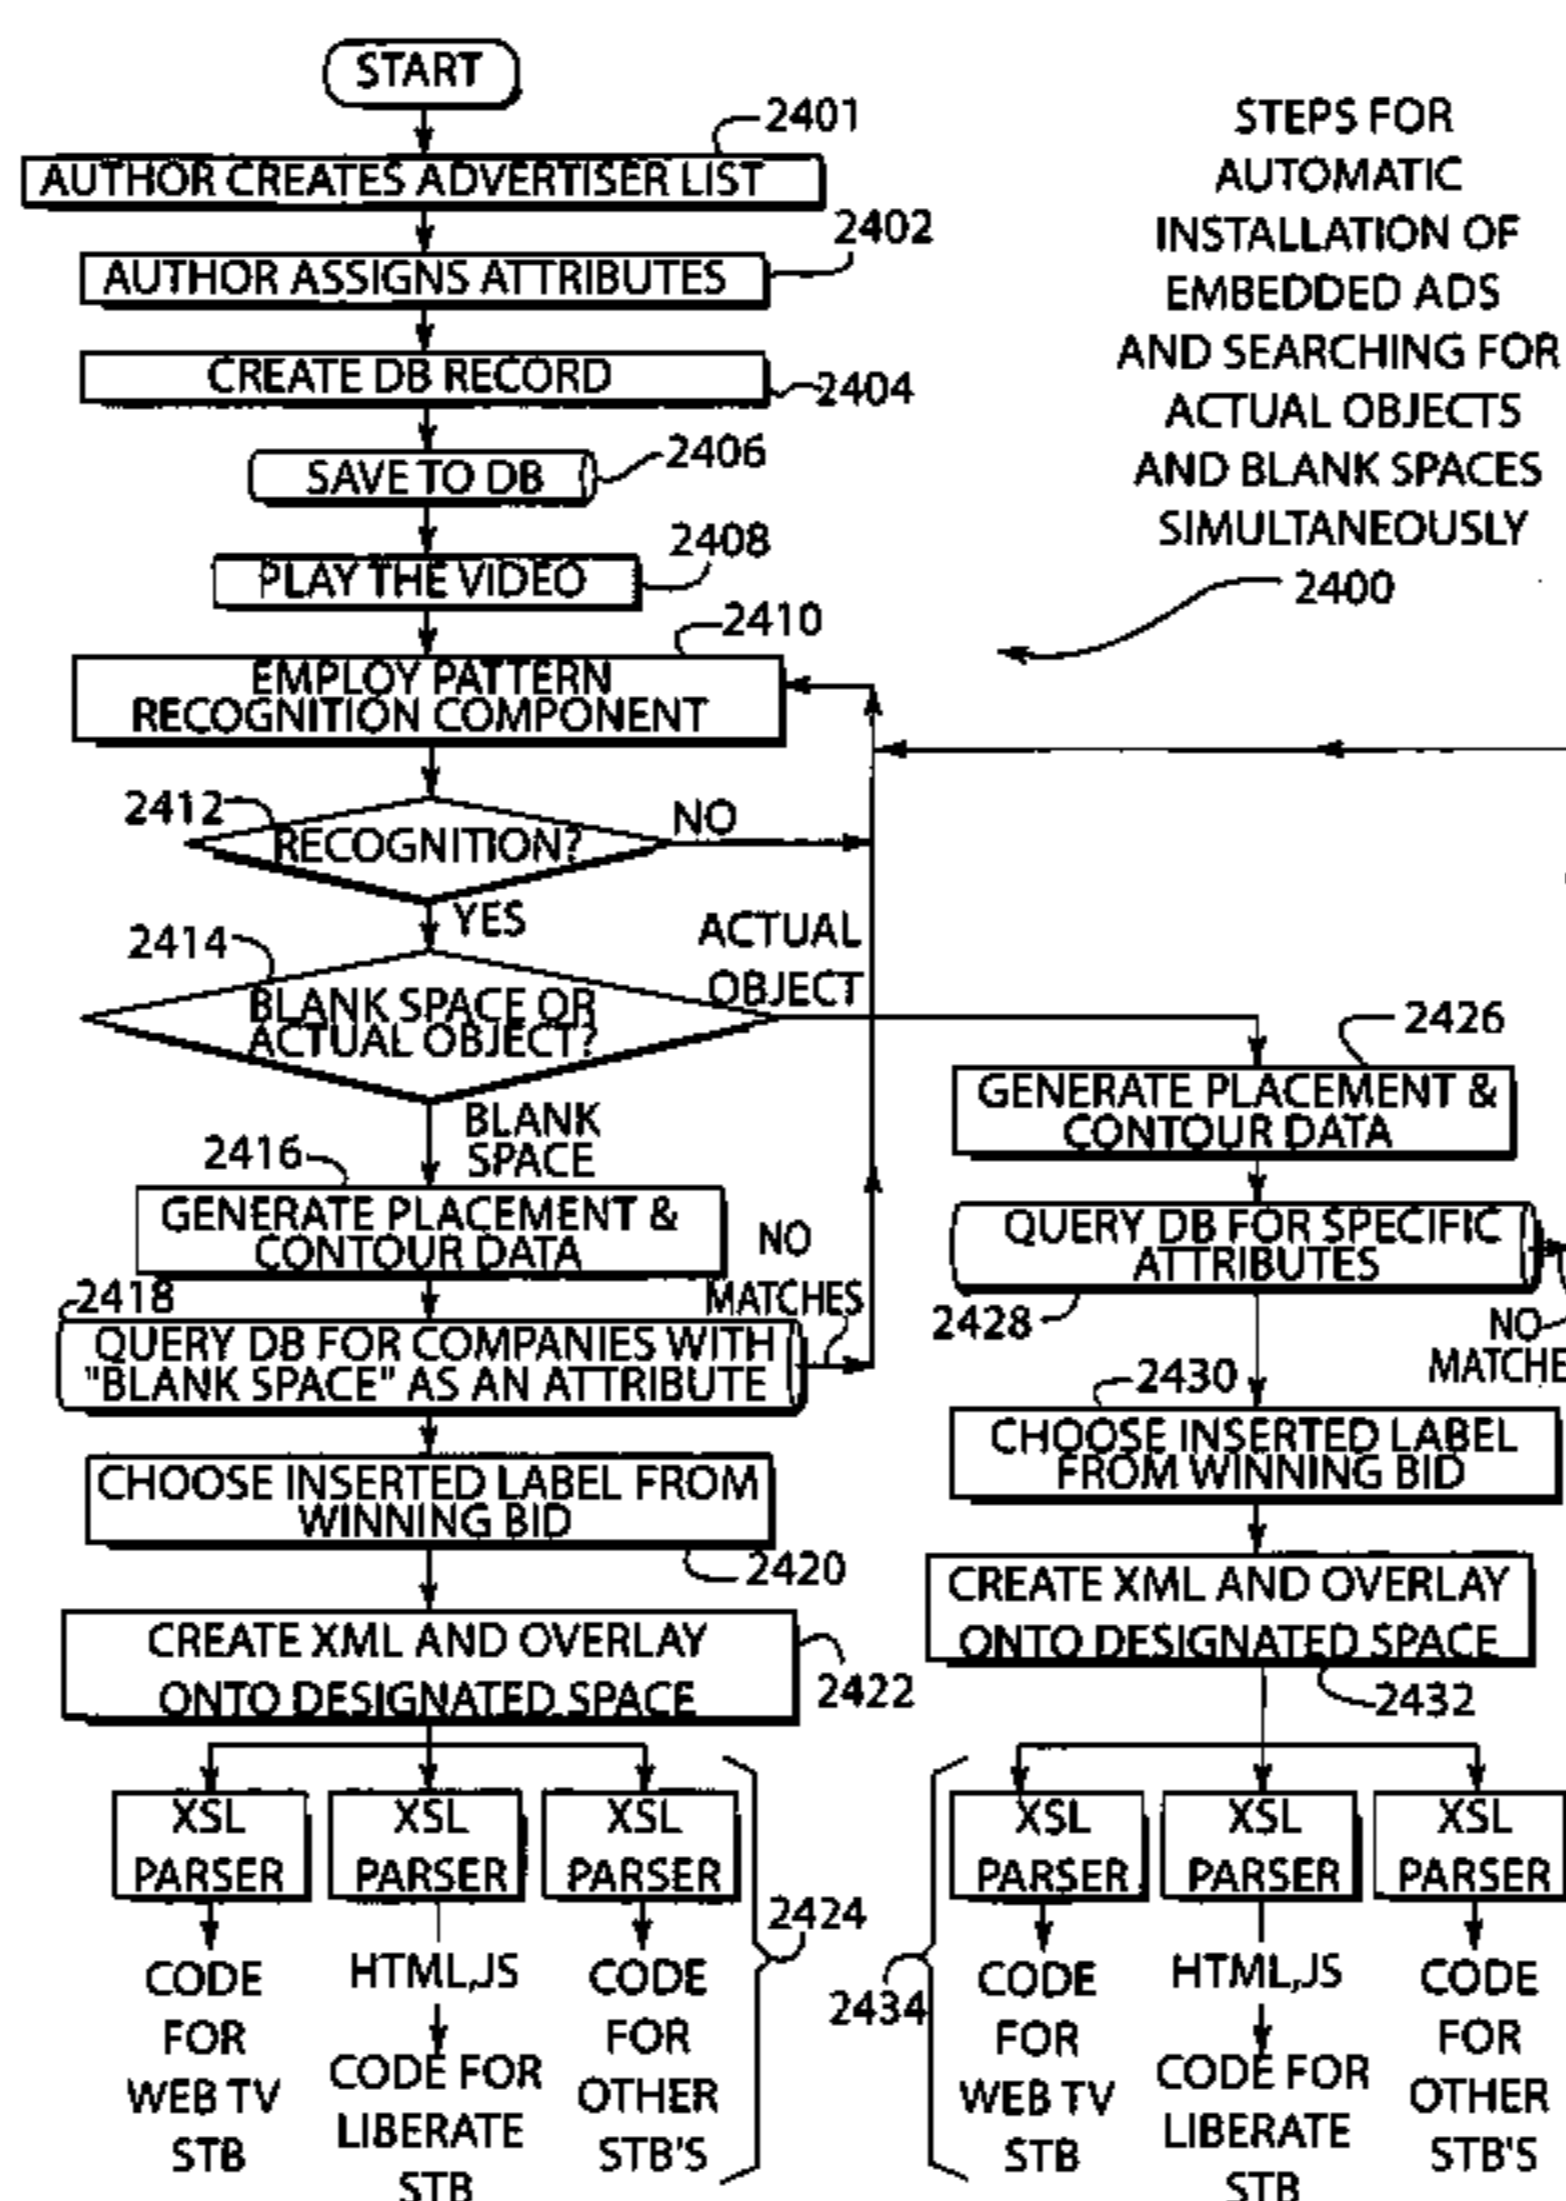 START
2401
AUTHOR CREATES ADVERTISER LIST
2402
AUTHOR ASSIGNS ATTRIBUTES
CREATE DB RECORD
2404
SAVE TO DB
2406
2408
PLAY THE VIDEO
2410
EMPLOY PATTERN
RECOGNITION COMPONENT
2412
RECOGNITION?
NO
YES
2414
BLANK SPACE OR
ACTUAL OBJECT?
ACTUAL
OBJECT
BLANK
SPACE
2416
GENERATE PLACEMENT &
CONTOUR DATA
NO
MATCHES
2418
QUERY DB FOR COMPANIES WITH
"BLANK SPACE" AS AN ATTRIBUTE
CHOOSE INSERTED LABEL FROM
WINNING BID
2420
CREATE XML AND OVERLAY
ONTO DESIGNATED SPACE
2422
XSL
PARSER
XSL
PARSER
XSL
PARSER
2424
CODE
FOR
WEB TV
STB
HTML,JS
CODE FOR
LIBERATE
STB
CODE
FOR
OTHER
STB'S
STEPS FOR
AUTOMATIC
INSTALLATION OF
EMBEDDED ADS
AND SEARCHING FOR
ACTUAL OBJECTS
AND BLANK SPACES
SIMULTANEOUSLY
2400
2426
GENERATE PLACEMENT &
CONTOUR DATA
QUERY DB FOR SPECIFIC
ATTRIBUTES
2428
NO
MATCHE
2430
CHOOSE INSERTED LABEL
FROM WINNING BID
CREATE XML AND OVERLAY
ONTO DESIGNATED SPACE
2432
XSL
PARSER
XSL
PARSER
XSL
PARSER
2434
CODE
FOR
WEB TV
STB
HTML,JS
CODE FOR
LIBERATE
STB
CODE
FOR
OTHER
STB'S